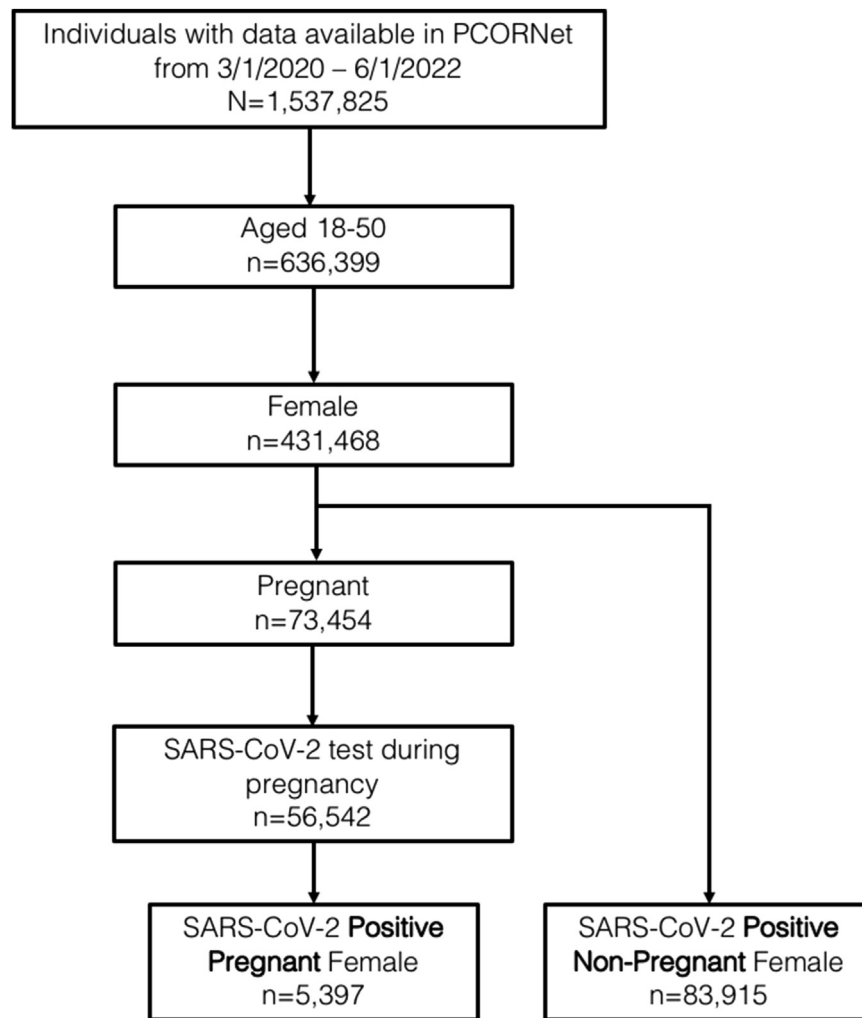 Individuals with data available in PCORNet
from 3/1/2020 – 6/1/2022
N=1,537,825
Aged 18-50
n=636,399
Female
n=431,468
Pregnant
n=73,454
SARS-CoV-2 test during
pregnancy
n=56,542
SARS-CoV-2 Positive
Pregnant Female
n=5,397
SARS-CoV-2 Positive
Non-Pregnant Female
n=83,915